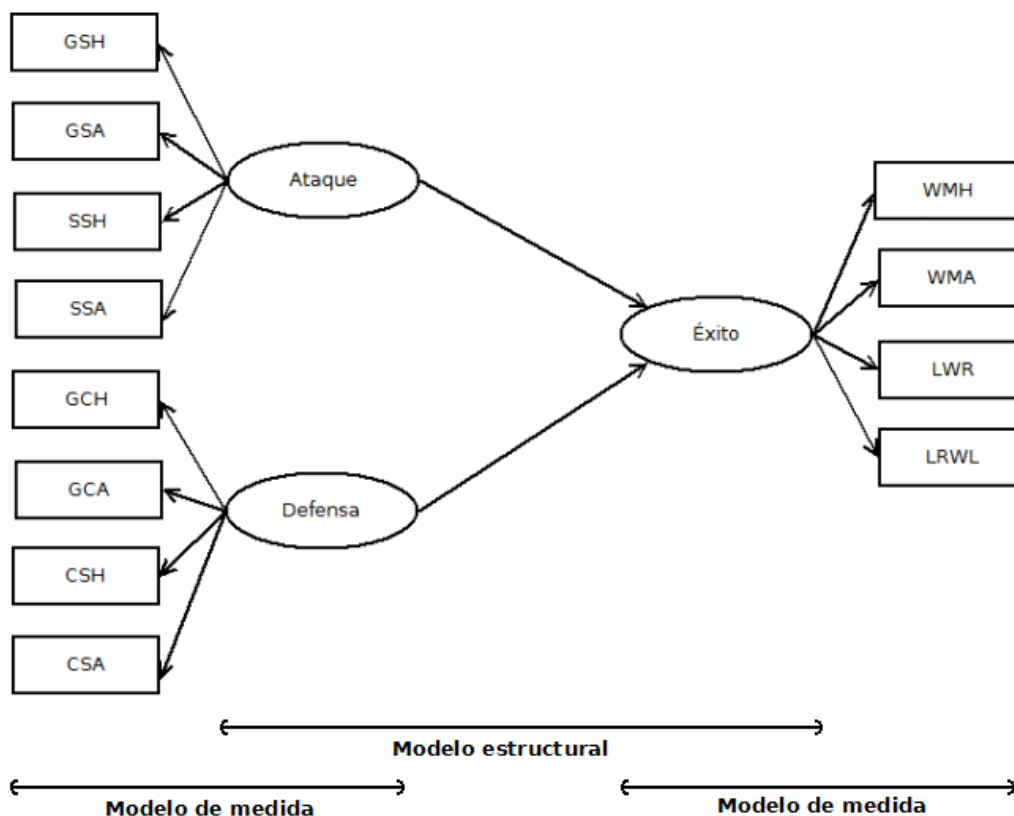 GSH
GSA
SSH
SSA
GCH
GCA
CSH
CSA
Ataque
Defensa
Éxito
WMH
WMA
LWR
LRWL
Modelo estructural
Modelo de medida
Modelo de medida